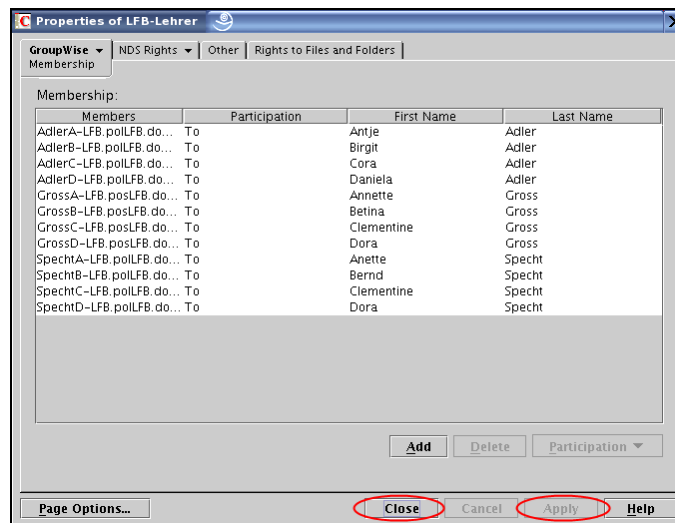 Properties of LFB-Lehrer
GroupWise NDS Rights Other Rights to Files and Folders
Membership
Membership:
Members Participation First Name Last Name
AdlerA-LFB.polLFB.do... To Antje Adler
AdlerB-LFB.polLFB.do... To Birgit Adler
AdlerC-LFB.polLFB.do... To Cora Adler
AdlerD-LFB.polLFB.do... To Daniela Adler
GrossA-LFB.posLFB.do... To Annette Gross
GrossB-LFB.posLFB.do... To Betina Gross
GrossC-LFB.posLFB.do... To Clementine Gross
GrossD-LFB.posLFB.do... To Dora Gross
SpechtA-LFB.polLFB.do... To Anette Specht
SpechtB-LFB.polLFB.do... To Bernd Specht
SpechtC-LFB.polLFB.do... To Clementine Specht
SpechtD-LFB.polLFB.do... To Dora Specht
Add Delete Participation
Page Options... Close Cancel Apply Help